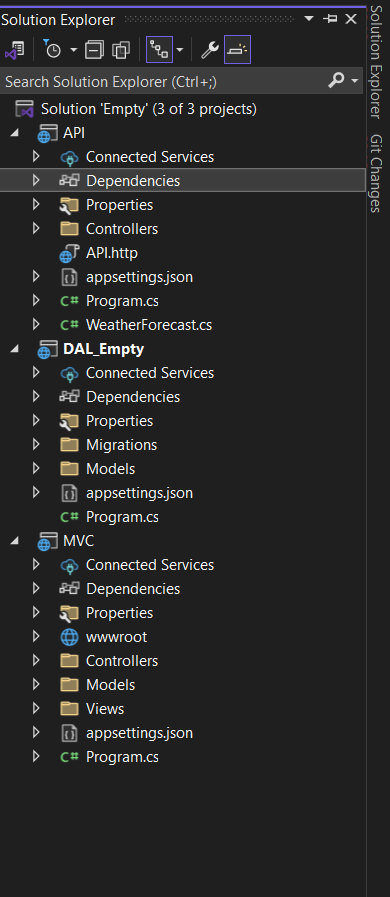 Solution Explorer
Search Solution Explorer (Ctrl+;)
Solution 'Empty' (3 of 3 projects)
API
Connected Services
Dependencies
Properties
Controllers
API.http
appsettings.json
C# Program.cs
C# WeatherForecast.cs
DAL_Empty
Connected Services
Dependencies
Properties
Migrations
Models
appsettings.json
C# Program.cs
MVC
Connected Services
Dependencies
Properties
wwwroot
Controllers
Models
Views
appsettings.json
C# Program.cs
Solution Explorer
Git Changes